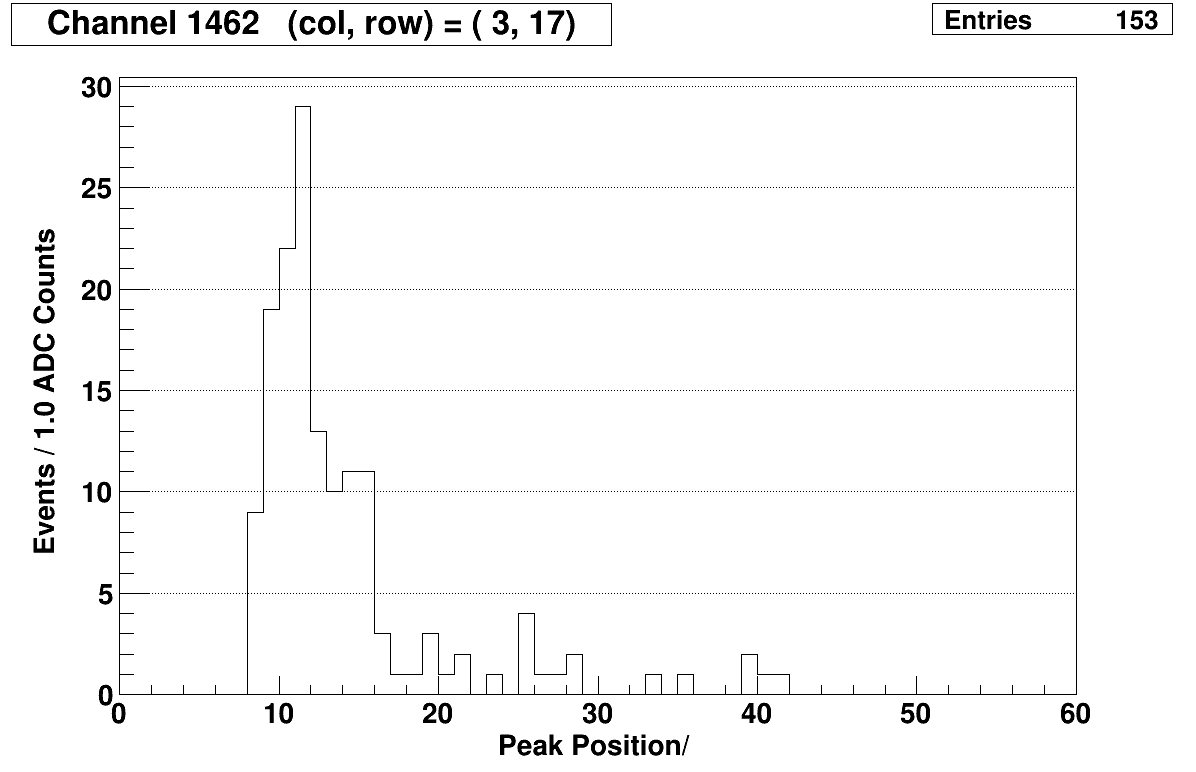 Channel 1462 (col, row) = ( 3, 17)
Entries 153
30
25
20
15
10
5
0
Events / 1.0 ADC Counts
0 10 20 30 40 50 60
Peak Position/